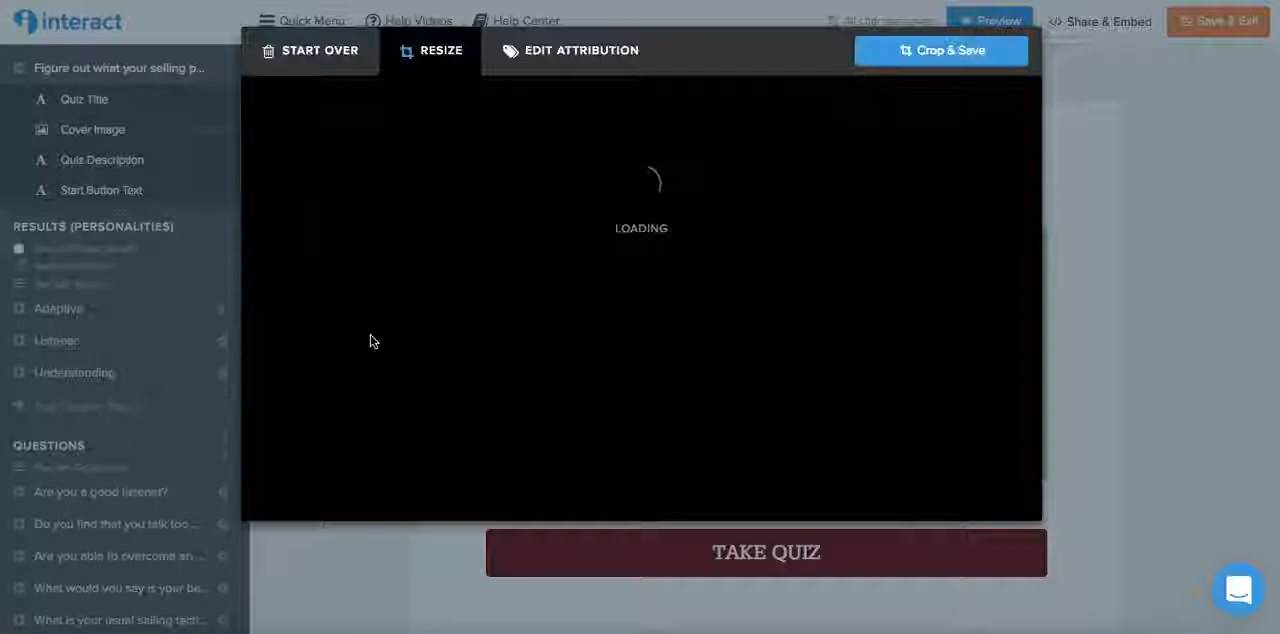 interact
Quick Menu
Help Videos
Help Center
Preview
Share & Embed
Save & Exit
START OVER
RESIZE
EDIT ATTRIBUTION
Crop & Save
Figure out what your selling p...
Quiz Title
Cover Image
Quiz Description
Start Button Text
RESULTS (PERSONALITIES)
Adaptive
Listener
Understanding
QUESTIONS
Are you a good listener?
Do you find that you talk too ...
Are you able to overcome an ...
What would you say is your be...
What is your usual selling tacti...
LOADING
TAKE QUIZ